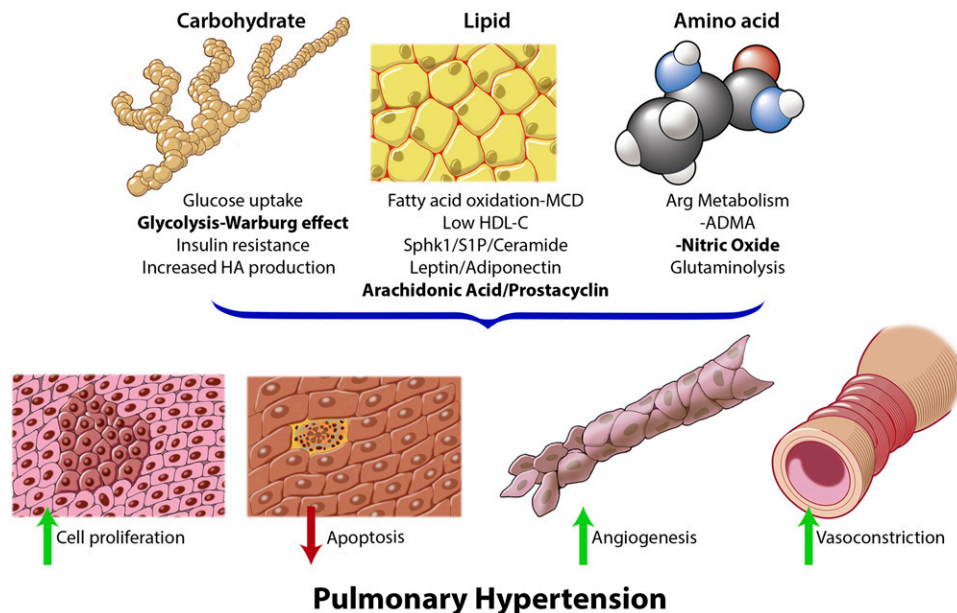 Carbohydrate
Glucose uptake
Glycolysis-Warburg effect
Insulin resistance
Increased HA production
Lipid
Fatty acid oxidation-MCD
Low HDL-C
Sphk1/S1P/Ceramide
Leptin/Adiponectin
Arachidonic Acid/Prostacyclin
Amino acid
Arg Metabolism
-ADMA
-Nitric Oxide
Glutaminolysis
Cell proliferation
Apoptosis
Angiogenesis
Vasoconstriction
Pulmonary Hypertension